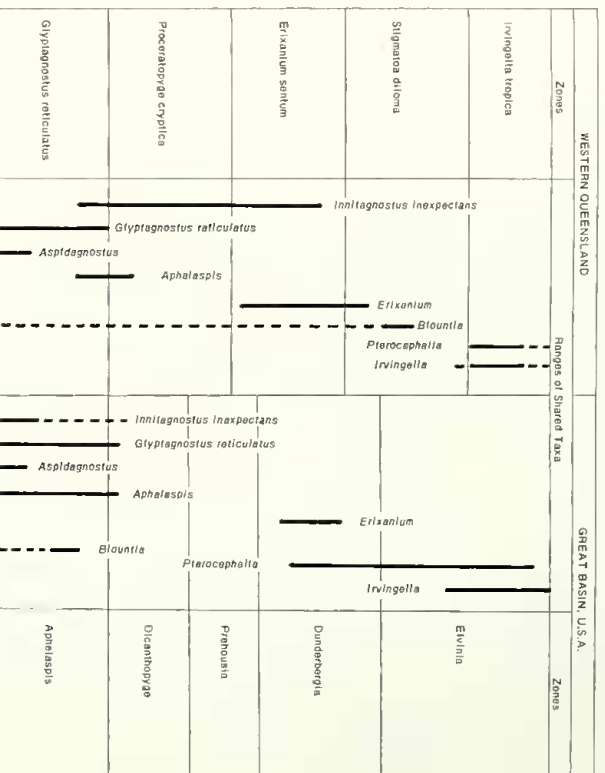 WESTERN QUEENSLAND
Zones
Irvingella tropica
Stigmatoa diloma
Erixanium sentum
Proceratopyge cryptica
Glyptagnostus reticulatus
Ranges of Shared Taxa
Innitagnostus inexpectans
Glyptagnostus reticulatus
Aspidagnostus
Aphelaspis
Erixanium
Blountia
Pterocephalia
Irvingella
Innitagnostus inexpectans
Glyptagnostus reticulatus
Aspidagnostus
Aphelaspis
Erixanium
Blountia
Pterocephalia
Irvingella
GREAT BASIN, U.S.A.
Zones
Elvinia
Dunderbergia
Prehousia
Dicanthopyge
Aphelaspis